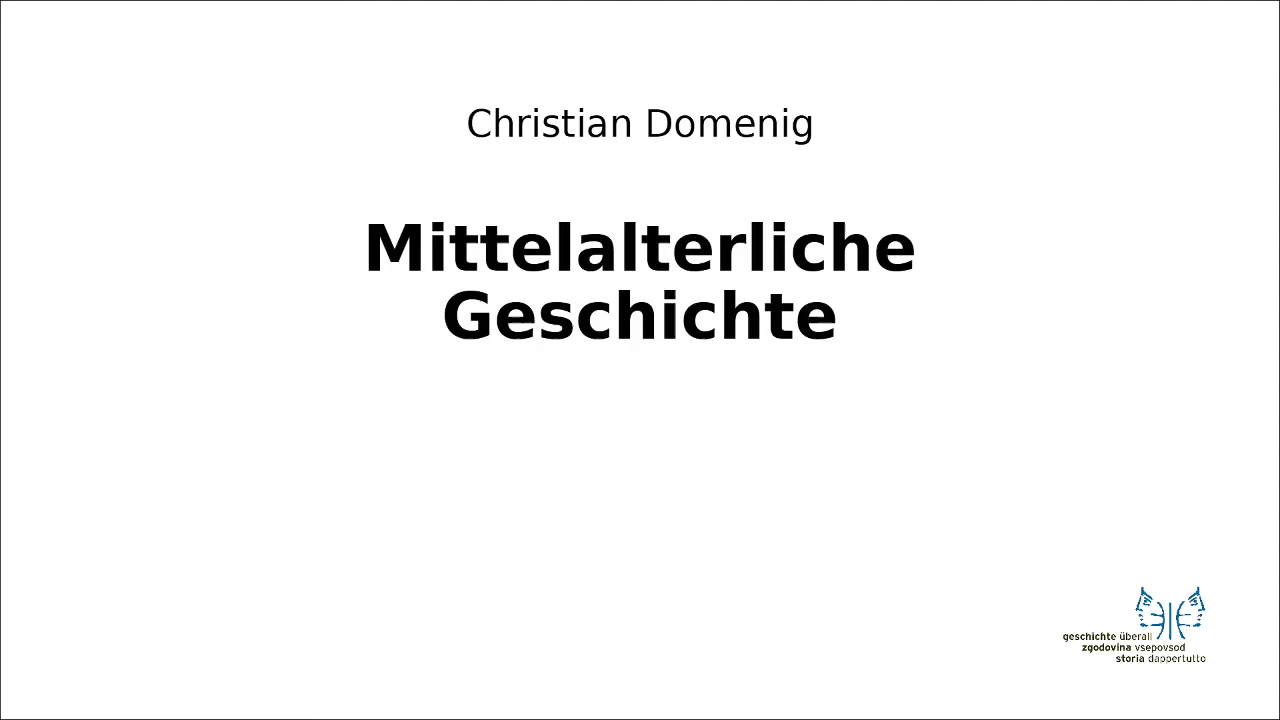 Christian Domenig
Mittelalterliche
Geschichte
geschichte überall
zgodovina vsepovsod
storia dappertutto